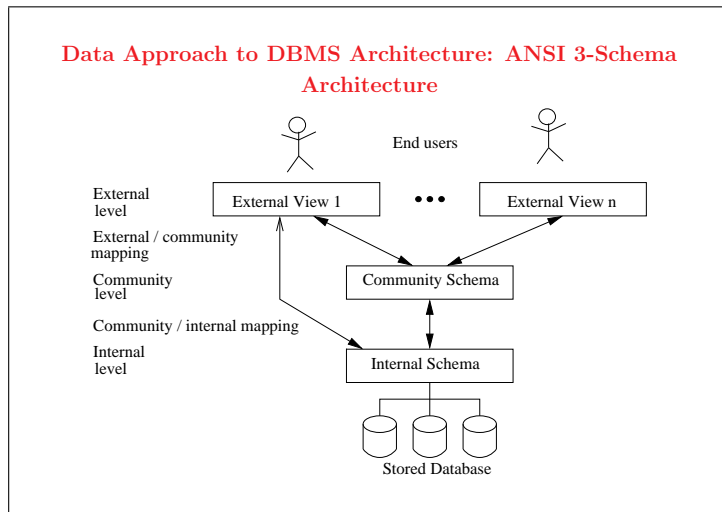 Data Approach to DBMS Architecture: ANSI 3-Schema
Architecture
End users
External
level
External View 1
External View n
External / community
mapping
Community
level
Community Schema
Community / internal mapping
Internal
level
Internal Schema
Stored Database